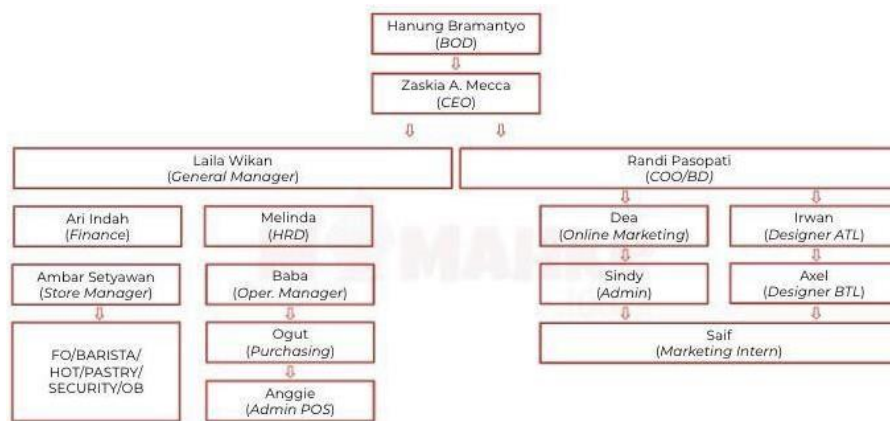 Hanung Bramantyo
(BOD)
Zaskia A. Mecca
(CEO)
Laila Wikan
(General Manager)
Randi Pasopati
(COO/BD)
Ari Indah
(Finance)
Melinda
(HRD)
Dea
(Online Marketing)
Irwan
(Designer ATL)
Ambar Setyawan
(Store Manager)
Baba
(Oper. Manager)
Sindy
(Admin)
Axel
(Designer BTL)
FO/BARISTA/
HOT/PASTRY/
SECURITY/OB
Ogut
(Purchasing)
Saif
(Marketing Intern)
Anggie
(Admin POS)